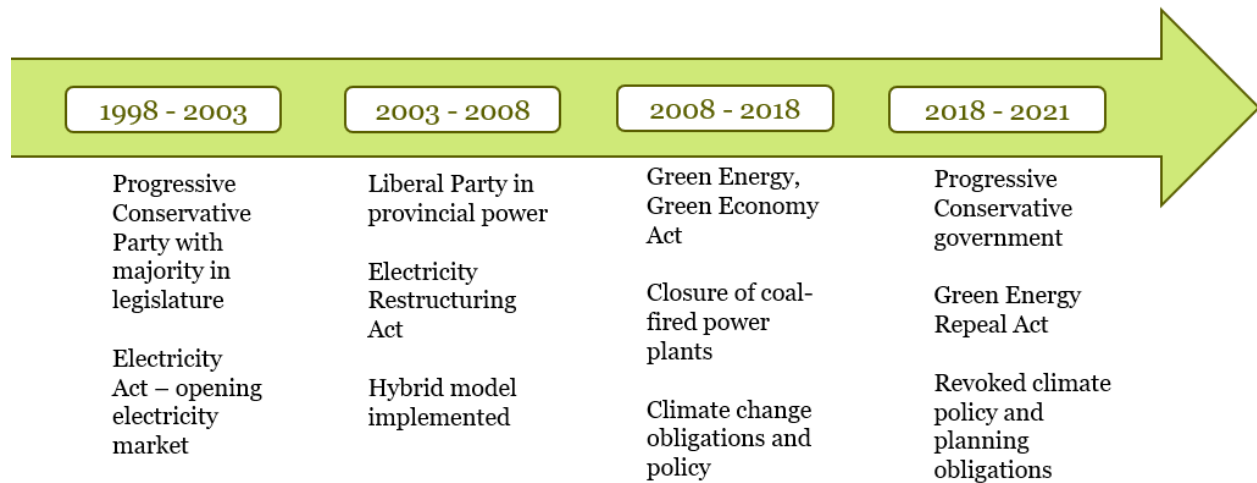 1998 - 2003
Progressive
Conservative
Party with
majority in
legislature
Electricity
Act – opening
electricity
market
2003 - 2008
Liberal Party in
provincial power
Electricity
Restructuring
Act
Hybrid model
implemented
2008 - 2018
Green Energy,
Green Economy
Act
Closure of coal-
fired power
plants
Climate change
obligations and
policy
2018 - 2021
Progressive
Conservative
government
Green Energy
Repeal Act
Revoked climate
policy and
planning
obligations